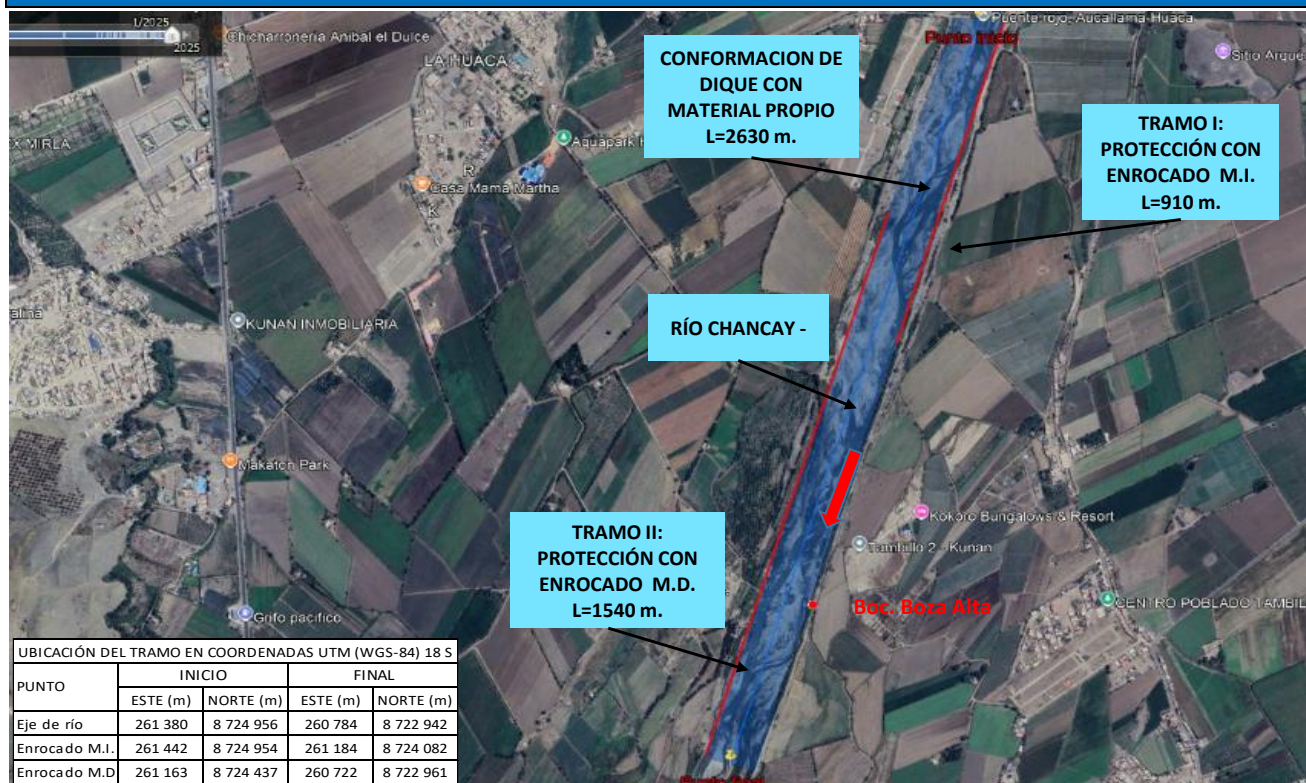 1/2025
2025
Chicharroneria Anibal el Dulce
LA HUACA
X MIRLA
Aquapark
Casa Mama Martha
KUNAN INMOBILIARIA
Makaton Park
Grifo pacifico
Puente rojo, Aucallama-Huaca
Punto inicio
Sitio Arque
CONFORMACION DE
DIQUE CON
MATERIAL PROPIO
L=2630 m.
TRAMO I:
PROTECCIÓN CON
ENROCADO M.I.
L=910 m.
RÍO CHANCAY -
TRAMO II:
PROTECCIÓN CON
ENROCADO M.D.
L=1540 m.
Kokoro Bungalows & Resort
Tambillo 2 - Kunan
Boc. Boza Alta
CENTRO POBLADO TAMBIL
UBICACIÓN DEL TRAMO EN COORDENADAS UTM (WGS-84) 18 S
PUNTO INICIO FINAL
ESTE (m) NORTE (m) ESTE (m) NORTE (m)
Eje de río 261 380 8 724 956 260 784 8 722 942
Enrocado M.I. 261 442 8 724 954 261 184 8 724 082
Enrocado M.D 261 163 8 724 437 260 722 8 722 961